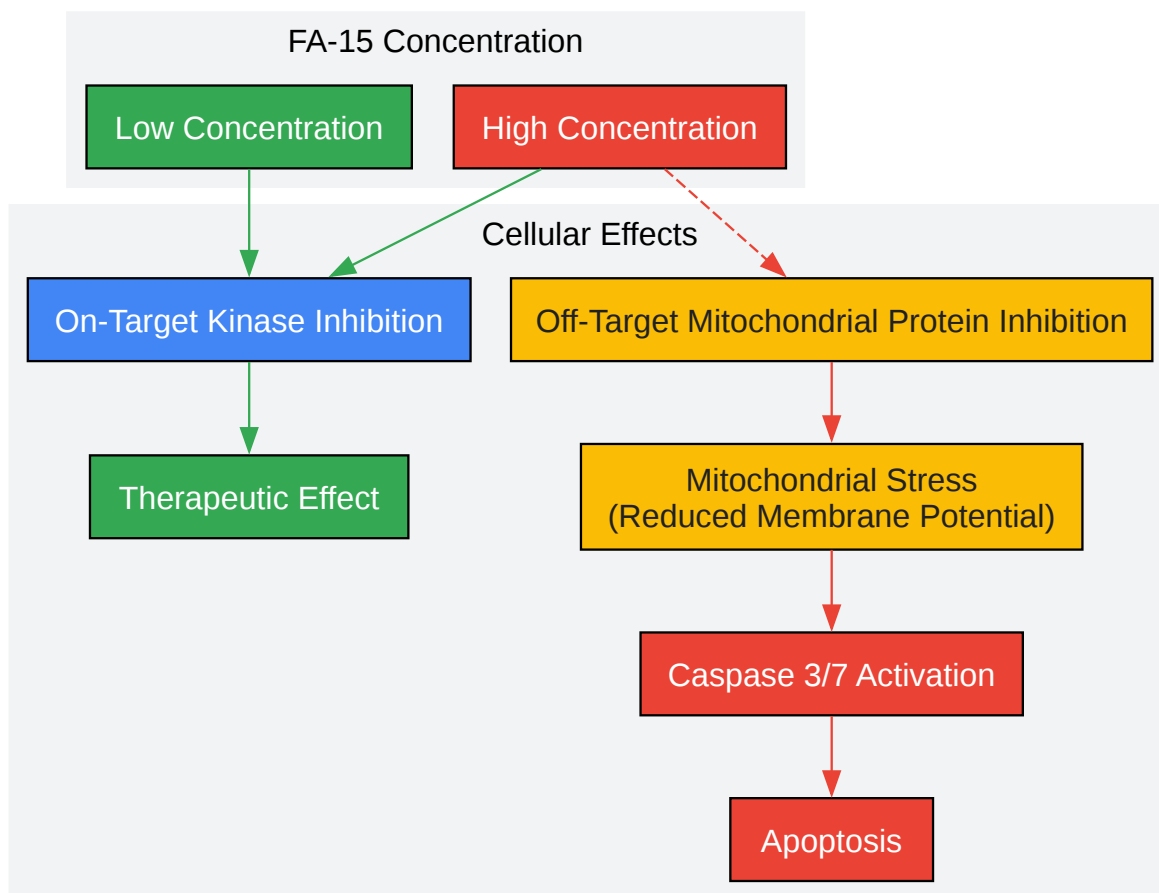 FA-15 Concentration
Low Concentration
High Concentration
Cellular Effects
On-Target Kinase Inhibition
Off-Target Mitochondrial Protein Inhibition
Therapeutic Effect
Mitochondrial Stress
(Reduced Membrane Potential)
Caspase 3/7 Activation
Apoptosis